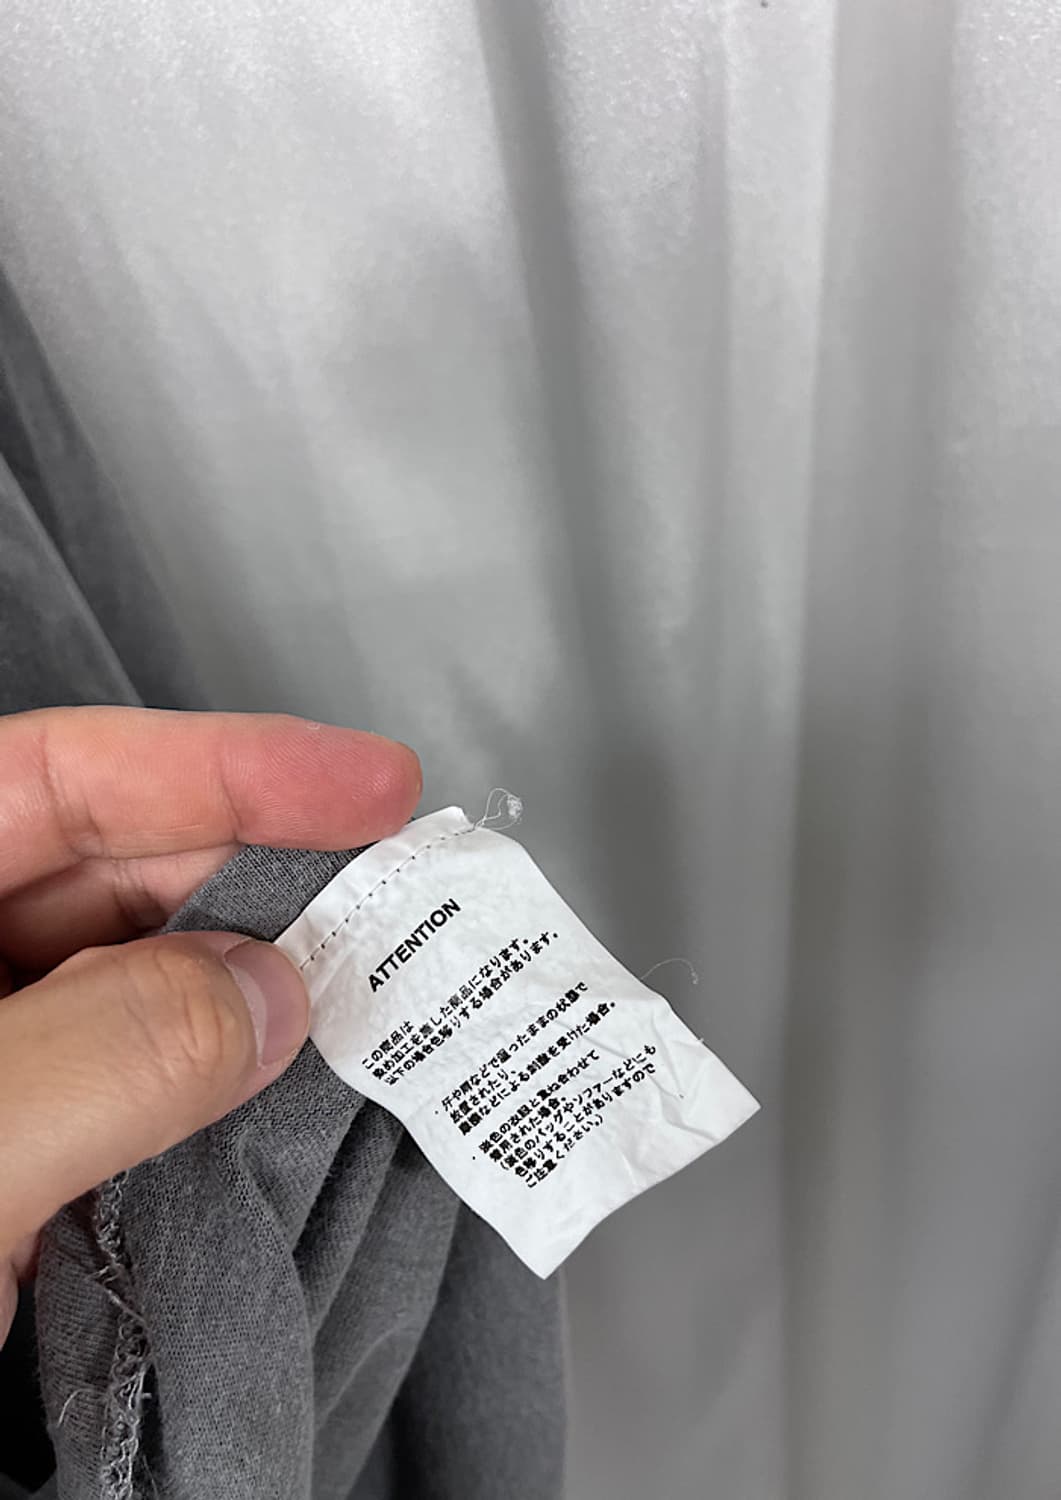 ATTENTION
この商品は
染め加工を施した商品になります。
以下の場合色移りする場合があります。
・汗や雨などで湿ったままの状態で
放置されたり、
摩擦などによる刺激を受けた場合。
・淡色の衣服と重ね合わせて
着用された場合。
(淡色のバッグやソファーなどにも
色移りすることがありますので
ご注意ください。)